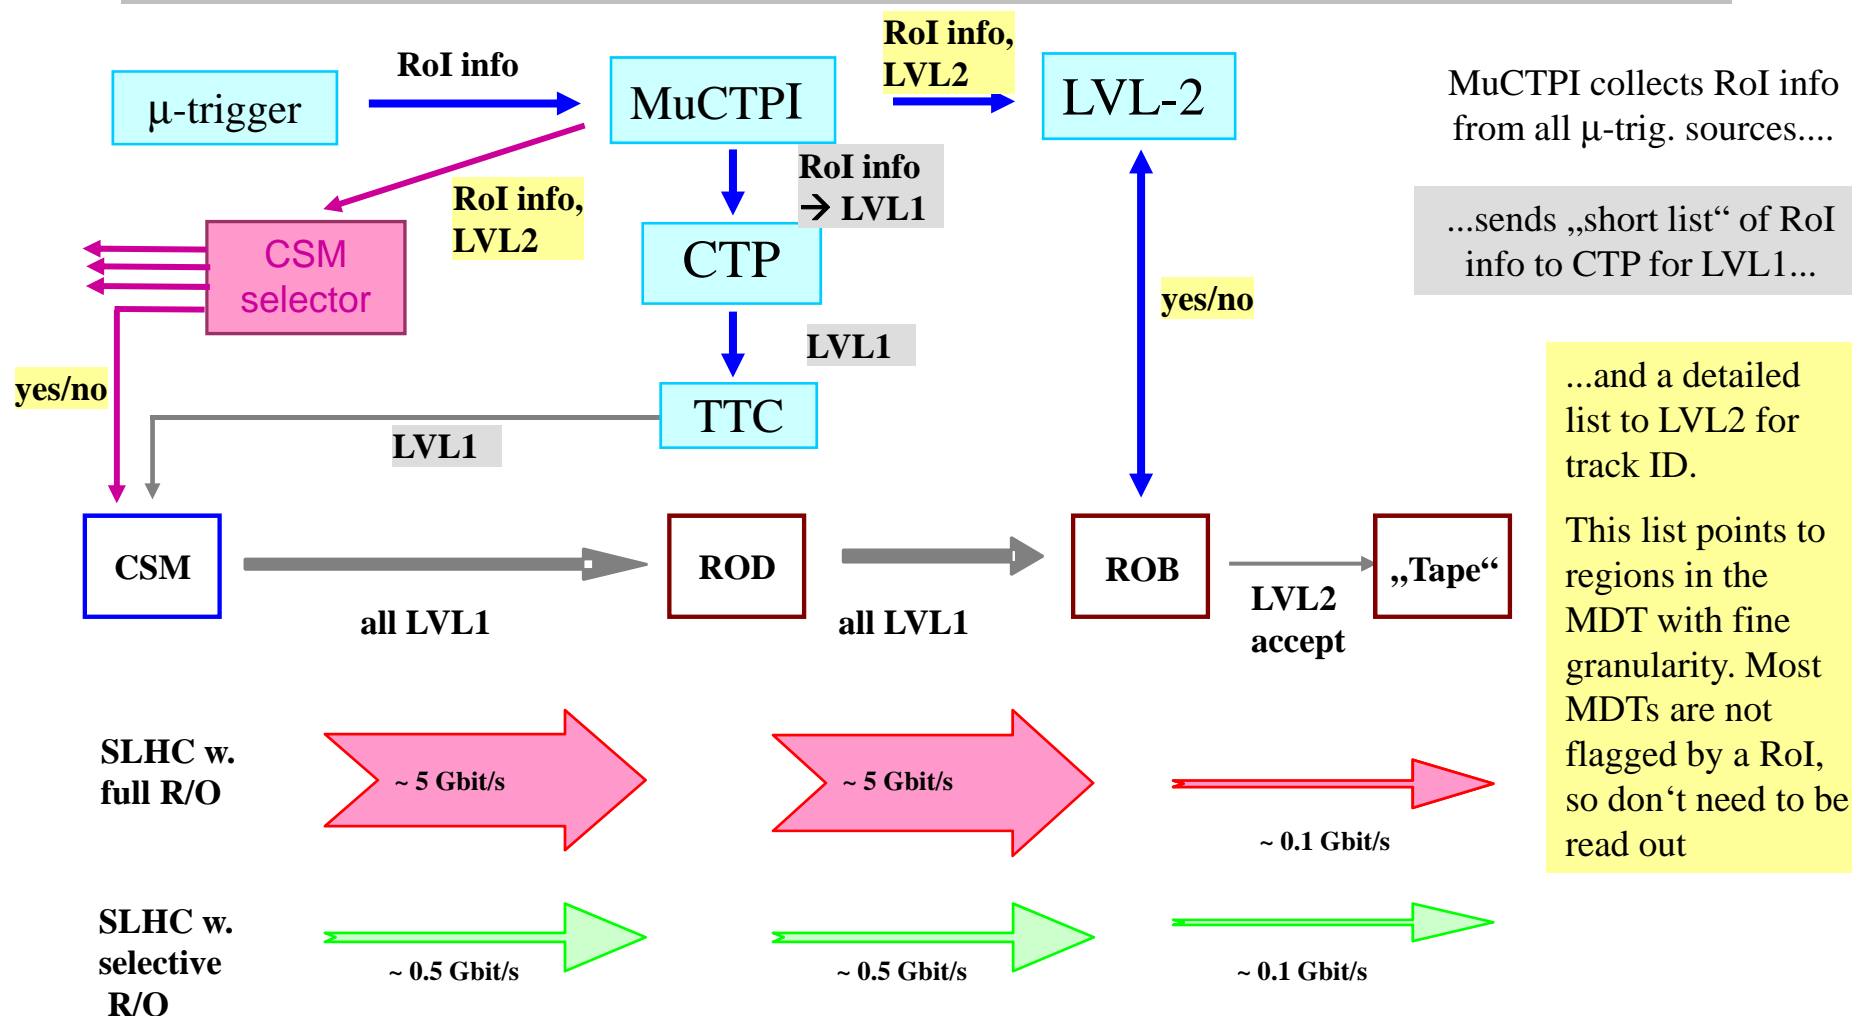 RoI info
RoI info,
LVL2
μ-trigger
MuCTPI
LVL-2
MuCTPI collects RoI info
from all μ-trig. sources....
RoI info
→ LVL1
RoI info,
LVL2
...sends „short list“ of RoI
info to CTP for LVL1...
CSM
selector
CTP
yes/no
LVL1
yes/no
TTC
LVL1
...and a detailed
list to LVL2 for
track ID.
This list points to
regions in the
MDT with fine
granularity. Most
MDTs are not
flagged by a RoI,
so don‘t need to be
read out
CSM
ROD
ROB
„Tape“
all LVL1
all LVL1
LVL2
accept
SLHC w.
full R/O
~ 5 Gbit/s
~ 5 Gbit/s
~ 0.1 Gbit/s
SLHC w.
selective
R/O
~ 0.5 Gbit/s
~ 0.5 Gbit/s
~ 0.1 Gbit/s